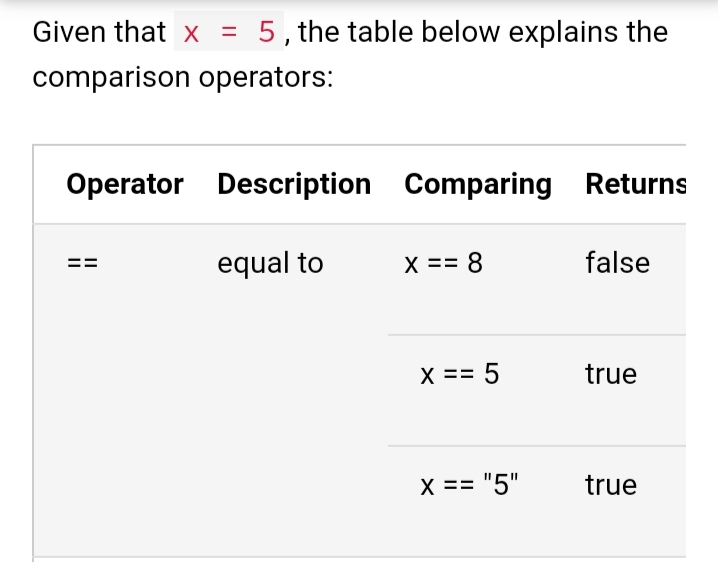 Given that x = 5, the table below explains the
comparison operators:
Operator Description Comparing Returns
== equal to x == 8 false
x == 5 true
x == "5" true